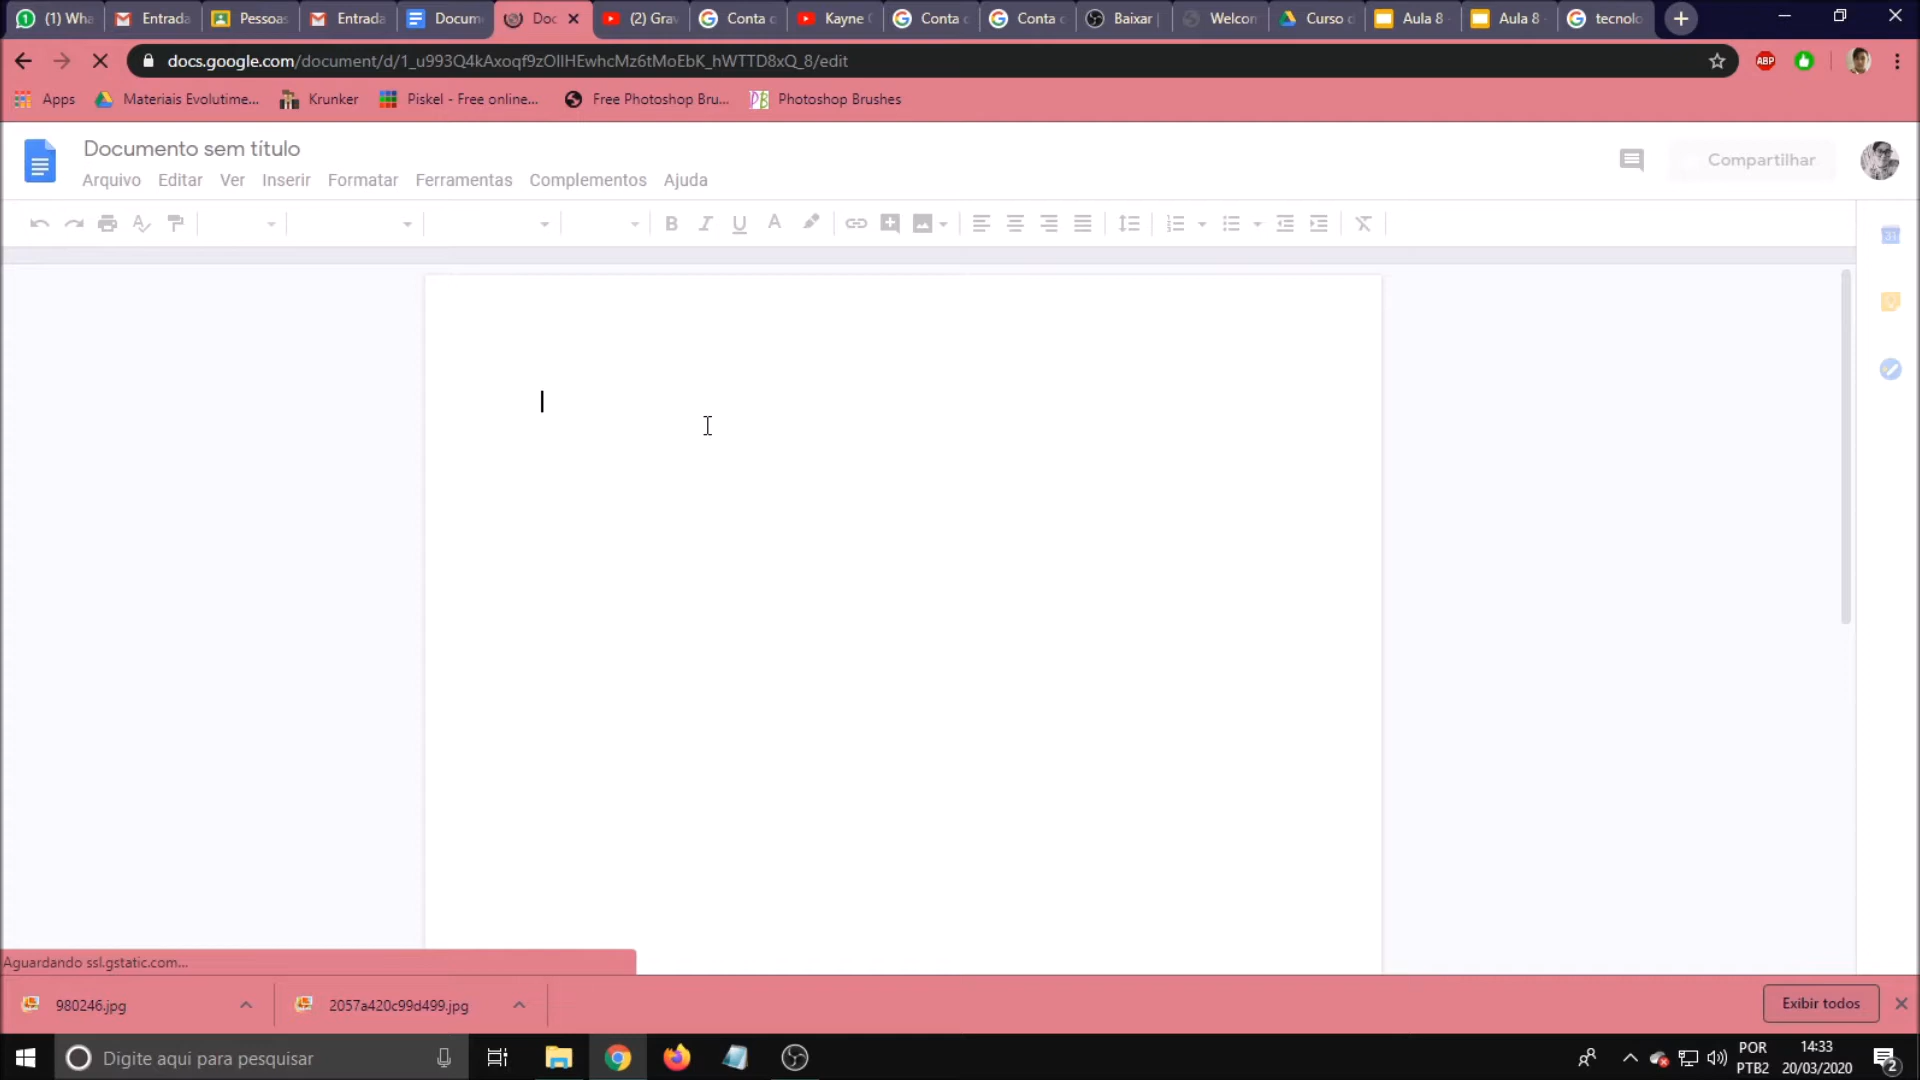 (1) Wha
Entrada
Pessoas
Entrada
Docum
Doc
(2) Grav
Conta
Kayne
Conta
Conta
Baixar
Welcon
Curso
Aula 8
Aula 8
tecnolo
docs.google.com/document/d/1_u993Q4kAxoqf9zOlIHEwhcMz6tMoEbK_hWTTD8xQ_8/edit
ABP
Apps
Materiais Evolutime...
Krunker
Piskel - Free online...
Free Photoshop Bru...
Photoshop Brushes
Documento sem título
Compartilhar
Arquivo Editar Ver Inserir Formatar Ferramentas Complementos Ajuda
31
Aguardando ssl.gstatic.com...
980246.jpg
2057a420c99d499.jpg
Exibir todos
Digite aqui para pesquisar
POR
PTB2
14:33
20/03/2020
2